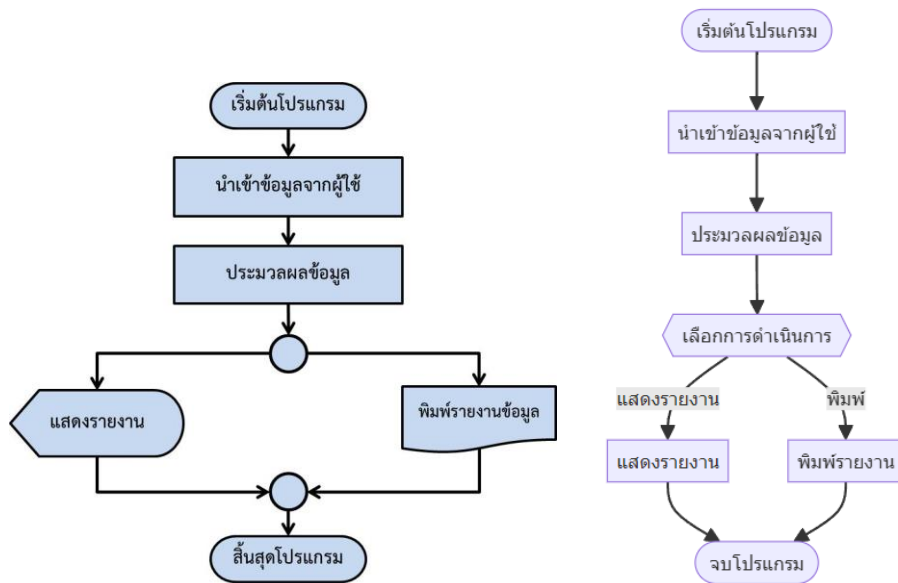 เริ่มต้นโปรแกรม
นำเข้าข้อมูลจากผู้ใช้
ประมวลผลข้อมูล
แสดงรายงาน
พิมพ์รายงานข้อมูล
สิ้นสุดโปรแกรม
เริ่มต้นโปรแกรม
นำเข้าข้อมูลจากผู้ใช้
ประมวลผลข้อมูล
เลือกการดำเนินการ
แสดงรายงาน
พิมพ์
แสดงรายงาน
พิมพ์รายงาน
จบโปรแกรม